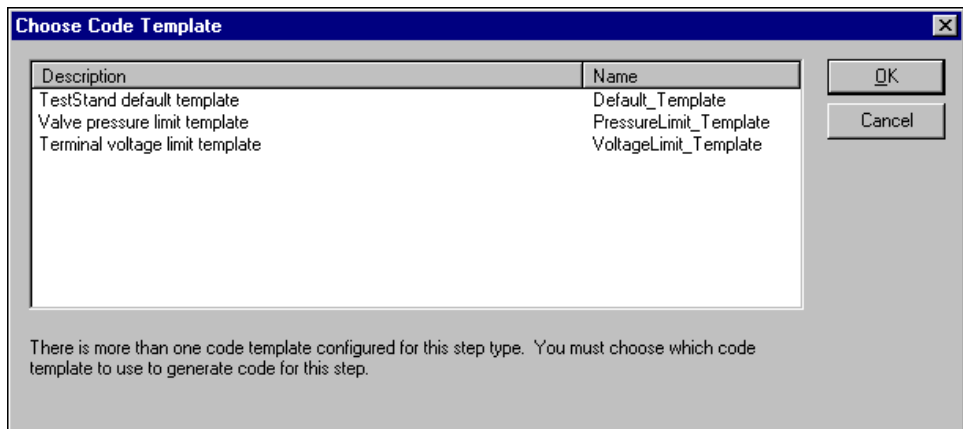 Choose Code Template
Description Name
TestStand default template Default_Template
Valve pressure limit template PressureLimit_Template
Terminal voltage limit template VoltageLimit_Template
OK
Cancel
There is more than one code template configured for this step type.  You must choose which code
template to use to generate code for this step.